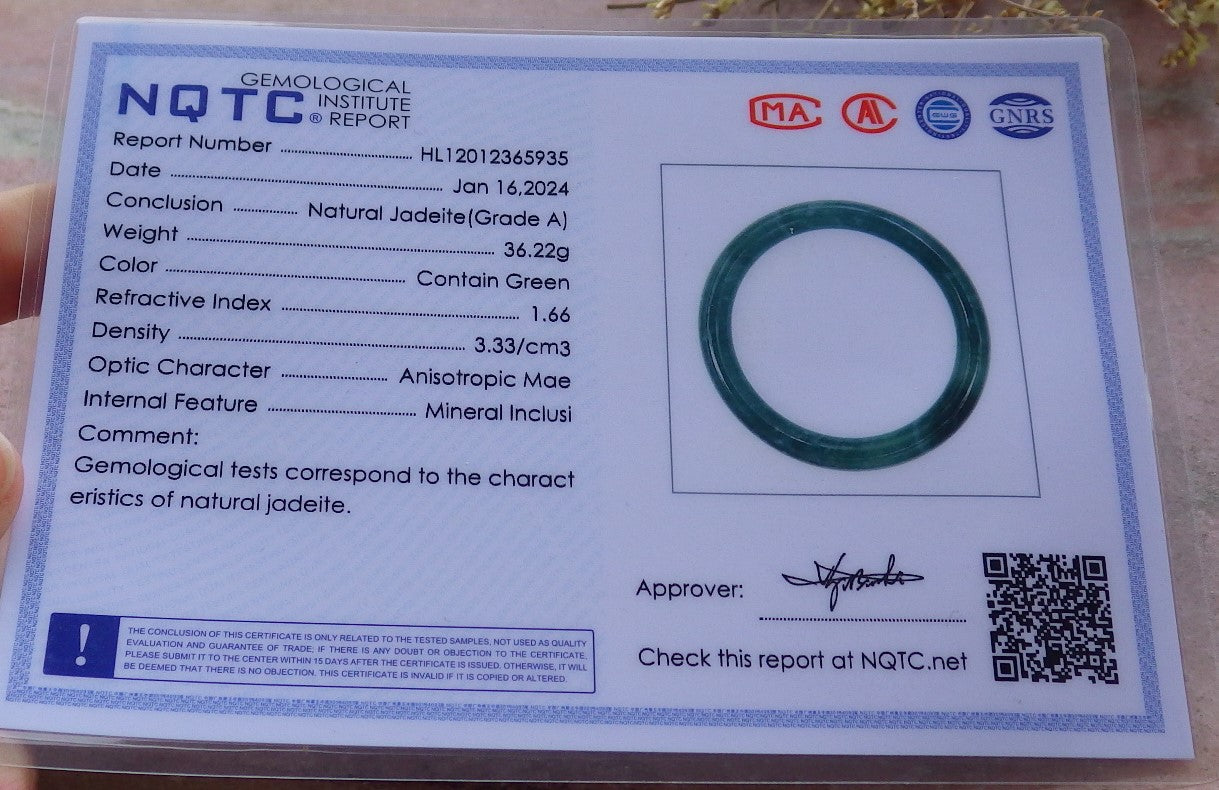 NQTC® GEMOLOGICAL INSTITUTE REPORT
Report Number HL12012365935
Date Jan 16,2024
Conclusion Natural Jadeite(Grade A)
Weight 36.22g
Color Contain Green
Refractive Index 1.66
Density 3.33/cm3
Optic Character Anisotropic Mae
Internal Feature Mineral Inclusi
Comment:
Gemological tests correspond to the charact
eristics of natural jadeite.
! THE CONCLUSION OF THIS CERTIFICATE IS ONLY RELATED TO THE TESTED SAMPLES, NOT USED AS QUALITY
EVALUATION AND GUARANTEE OF TRADE; IF THERE IS ANY DOUBT OR OBJECTION TO THE CERTIFICATE,
PLEASE SUBMIT IT TO THE CENTER WITHIN 15 DAYS AFTER THE CERTIFICATE IS ISSUED. OTHERWISE, IT WILL
BE DEEMED THAT THERE IS NO OBJECTION. THIS CERTIFICATE IS INVALID IF IT IS COPIED OR ALTERED.
MA
GNRS
Approver:
Check this report at NQTC.net